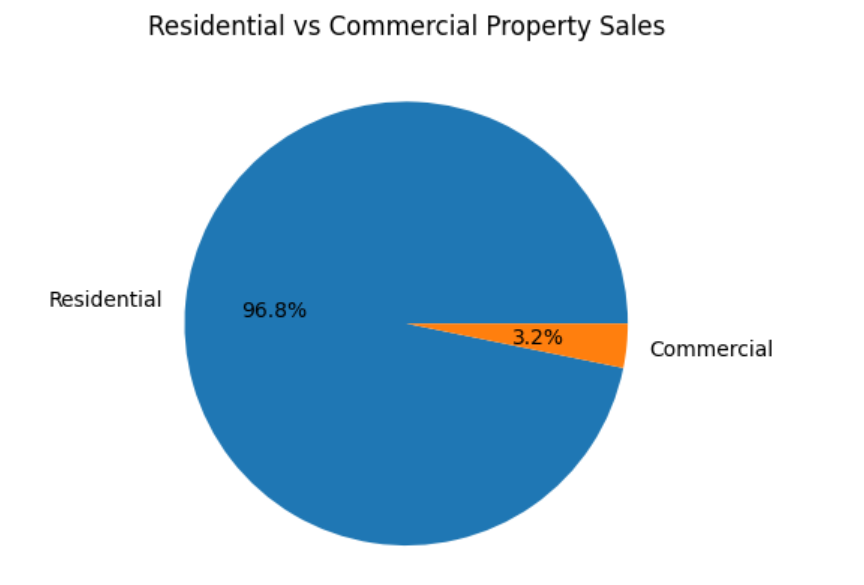 Residential vs Commercial Property Sales
Residential
96.8%
3.2%
Commercial